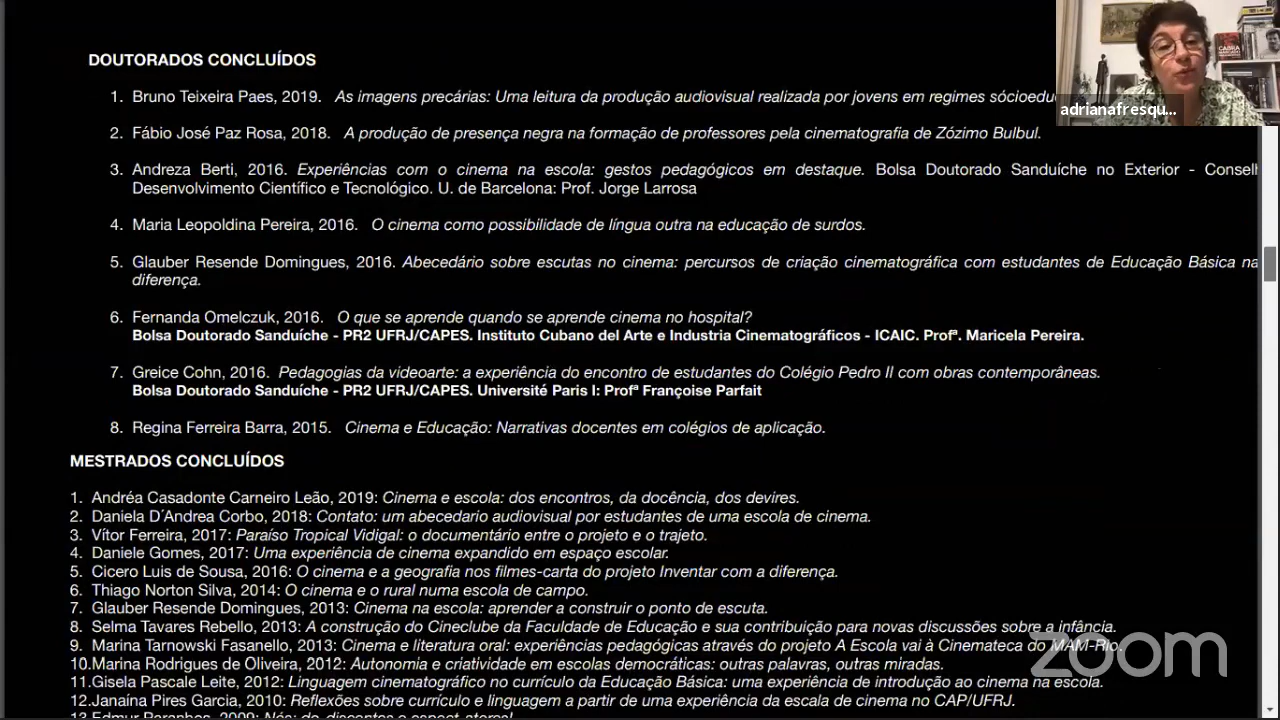 DOUTORADOS CONCLUÍDOS
1. Bruno Teixeira Paes, 2019. As imagens precárias: Uma leitura da produção audiovisual realizada por jovens em regimes
adrianafresqu...
2. Fábio José Paz Rosa, 2018. A produção de presença negra na formação de professores pela cinematografia de Zózimo Bulbul.
3. Andreza Berti, 2016. Experiências com o cinema na escola: gestos pedagógicos em destaque. Bolsa Doutorado Sanduíche no Exterior -
Desenvolvimento Científico e Tecnológico. U. de Barcelona: Prof. Jorge Larrosa
4. Maria Leopoldina Pereira, 2016. O cinema como possibilidade de língua outra na educação de surdos.
5. Glauber Resende Domingues, 2016. Abecedário sobre escutas no cinema: percursos de criação cinematográfica com estudantes de Educação Básica na
diferença.
6. Fernanda Omelczuk, 2016. O que se aprende quando se aprende cinema no hospital?
Bolsa Doutorado Sanduíche - PR2 UFRJ/CAPES. Instituto Cubano del Arte e Industria Cinematográficos - ICAIC. Profª. Maricela Pereira.
7. Greice Cohn, 2016. Pedagogias da videoarte: a experiência do encontro de estudantes do Colégio Pedro II com obras contemporâneas.
Bolsa Doutorado Sanduíche - PR2 UFRJ/CAPES. Université Paris I: Profª Françoise Parfait
8. Regina Ferreira Barra, 2015. Cinema e Educação: Narrativas docentes em colégios de aplicação.
MESTRADOS CONCLUÍDOS
1. Andréa Casadonte Carneiro Leão, 2019: Cinema e escola: dos encontros, da docência, dos devires.
2. Daniela D´Andrea Corbo, 2018: Contato: um abecedario audiovisual por estudantes de uma escola de cinema.
3. Vítor Ferreira, 2017: Paraíso Tropical Vidigal: o documentário entre o projeto e o trajeto.
4. Daniele Gomes, 2017: Uma experiência de cinema expandido em espaço escolar.
5. Cicero Luis de Sousa, 2016: O cinema e a geografia nos filmes-carta do projeto Inventar com a diferença.
6. Thiago Norton Silva, 2014: O cinema e o rural numa escola de campo.
7. Glauber Resende Domingues, 2013: Cinema na escola: aprender a construir o ponto de escuta.
8. Selma Tavares Rebello, 2013: A construção do Cineclube da Faculdade de Educação e sua contribuição para novas discussões sobre a infância.
9. Marina Tarnowski Fasanello, 2013: Cinema e literatura oral: experiências pedagógicas através do projeto A Escola vai à Cinemateca do MAM-Rio.
10.Marina Rodrigues de Oliveira, 2012: Autonomia e criatividade em escolas democráticas: outras palavras, outras miradas.
11.Gisela Pascale Leite, 2012: Linguagem cinematográfico no currículo da Educação Básica: uma experiência de introdução ao cinema na escola.
12.Janaína Pires Garcia, 2010: Reflexões sobre currículo e linguagem a partir de uma experiência da escala de cinema no CAP/UFRJ.
zoom